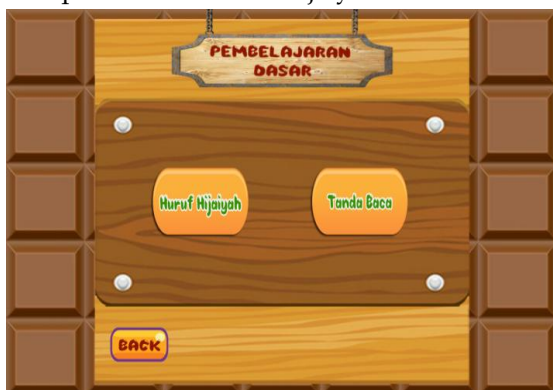 PEMBELAJARAN
DASAR
Huruf Hijaiyah
Tanda Baca
BACK